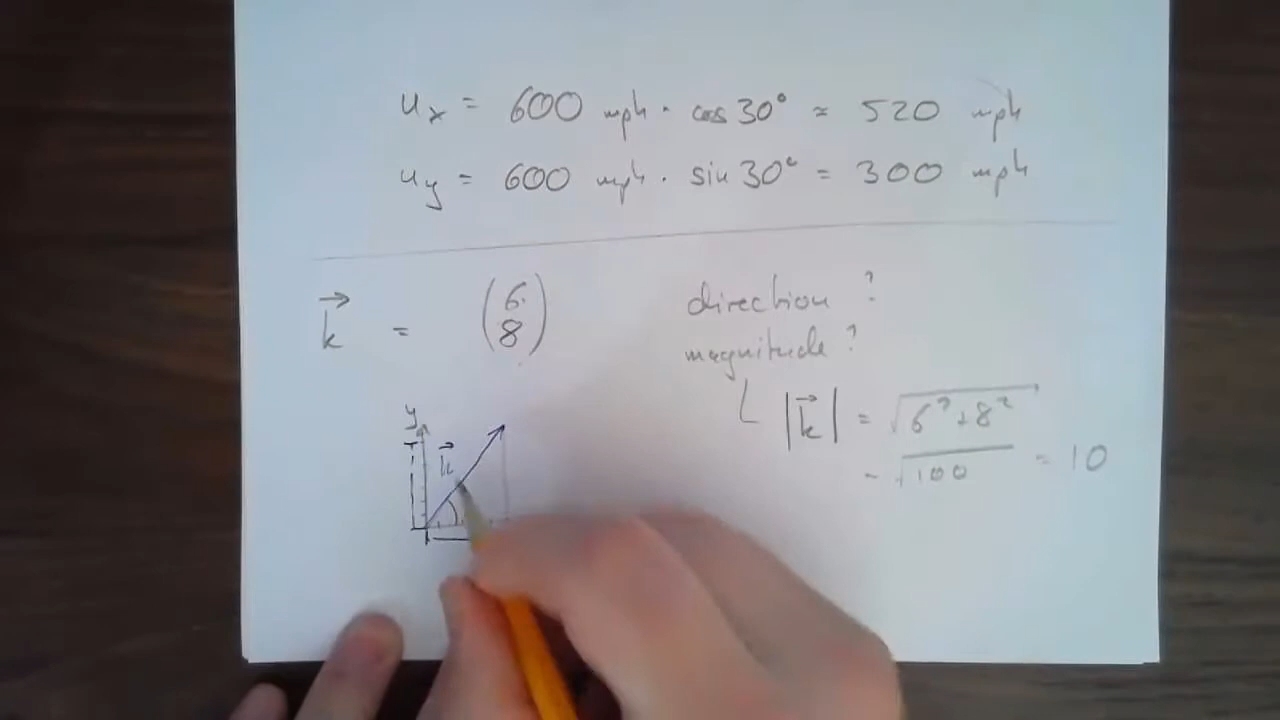 uₓ = 600 mph · cos 30° ≈ 520 mph
u_y = 600 mph · sin 30° = 300 mph
k⃗ = (6 8)
direction ?
magnitude ?
|k⃗| = √(6² + 8²)
= √100 = 10
y
k⃗